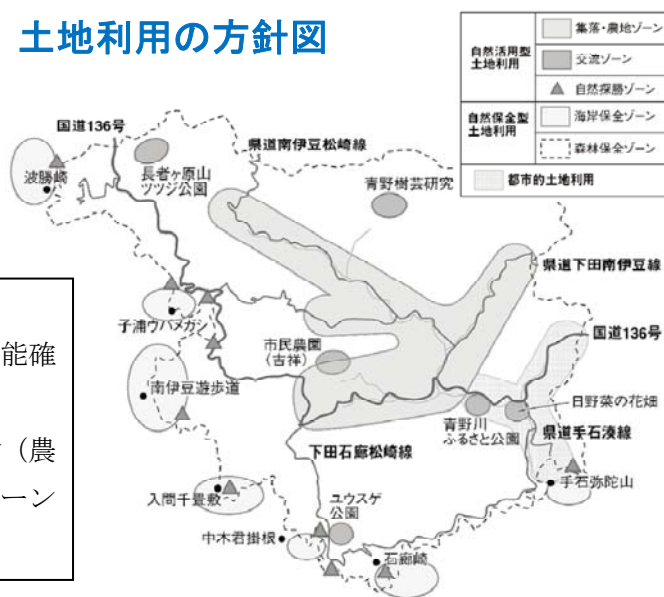 土地利用の方針図
自然活用型
土地利用
集落・農地ゾーン
交流ゾーン
自然探勝ゾーン
自然保全型
土地利用
海岸保全ゾーン
森林保全ゾーン
都市的土地利用
国道136号
県道南伊豆松崎線
波勝崎
長者ヶ原山
ツツジ公園
青野樹芸研究
県道下田南伊豆線
子浦ウバメガシ
国道136号
市民農園
(吉祥)
能確
南伊豆遊歩道
日野菜の花畑
青野川
ふるさと公園
(農
下田石廊松崎線
県道手石湊線
ーン
入間千畳敷
手石弥陀山
ユウスゲ
公園
中木君掛根
石廊崎